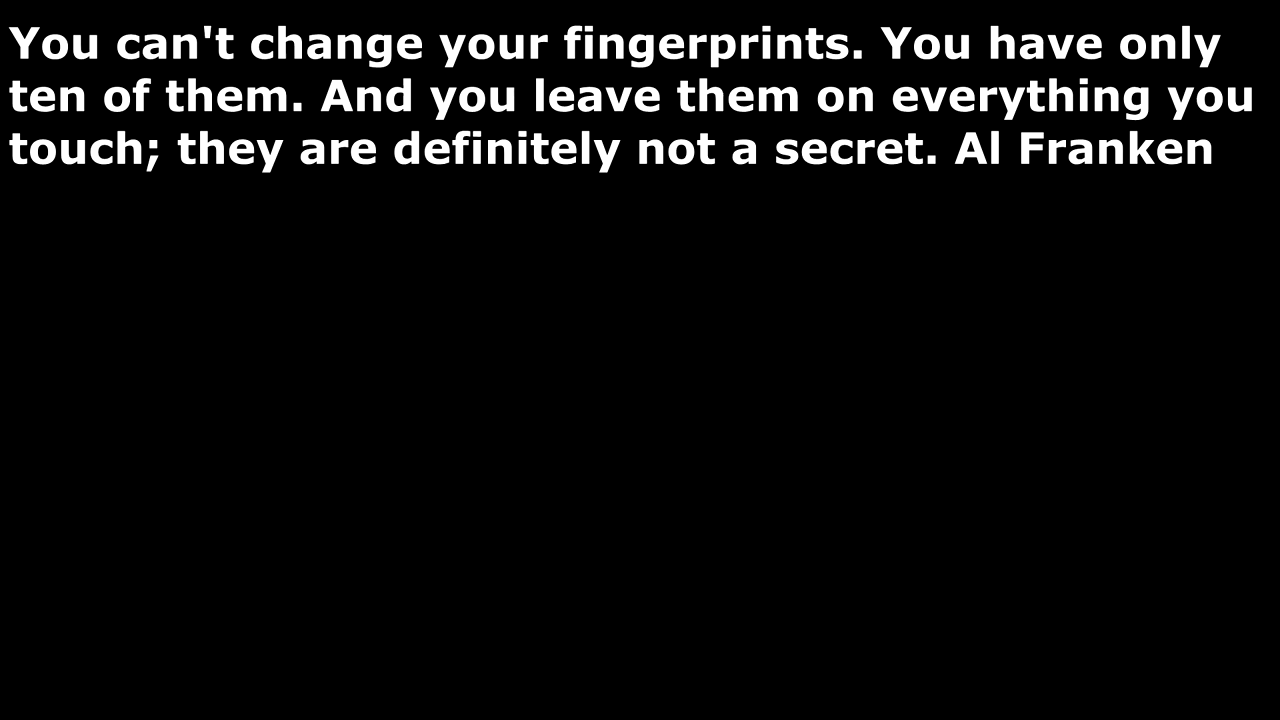 You can't change your fingerprints. You have only
ten of them. And you leave them on everything you
touch; they are definitely not a secret. Al Franken